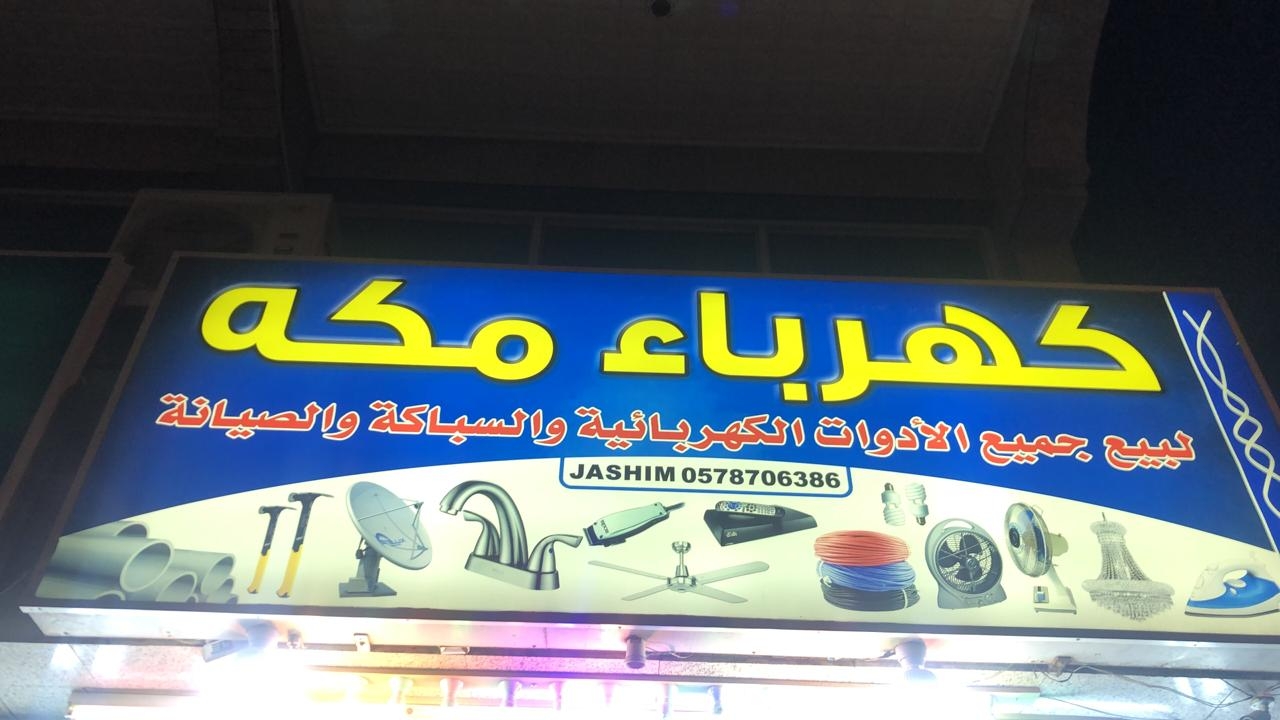 كهرباء مكه
لبيع جميع الأدوات الكهربائية والسباكة والصيانة
JASHIM 0578706386